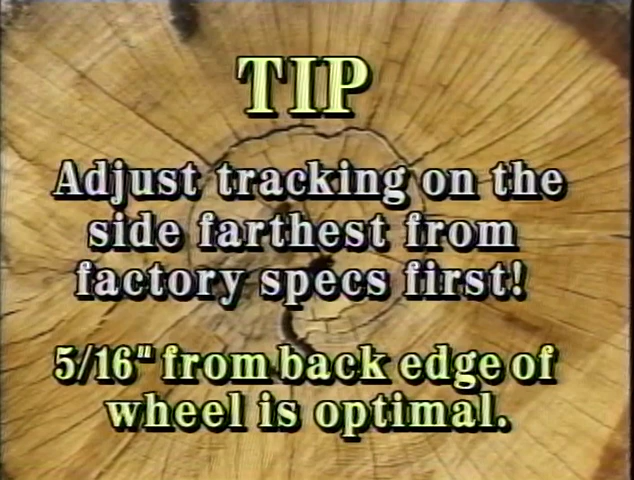 TIP
Adjust tracking on the
side farthest from
factory specs first!
5/16" from back edge of
wheel is optimal.